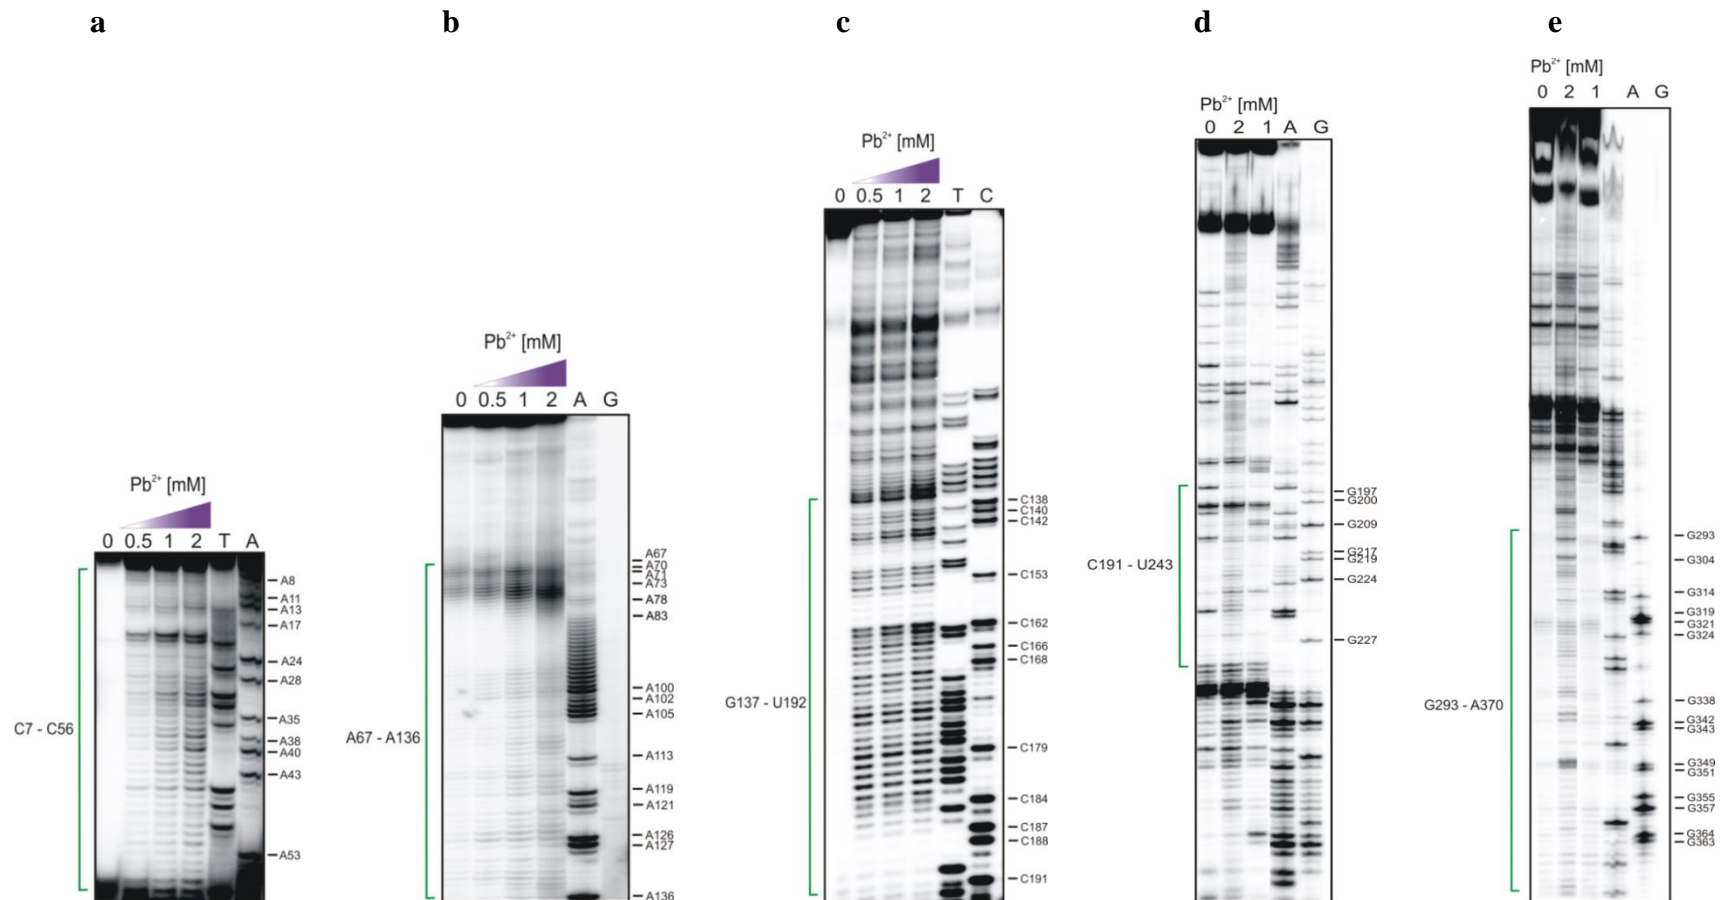 a
b
c
d
e
Pb²⁺ [mM]
0 0.5 1 2 T A
A8
A11
A13
A17
A24
A28
A35
A38
A40
A43
A53
C7 - C56
Pb²⁺ [mM]
0 0.5 1 2 A G
A67
A70
A71
A73
A78
A83
A100
A102
A105
A113
A119
A121
A126
A127
A136
A67 - A136
Pb²⁺ [mM]
0 0.5 1 2 T C
C138
C140
C142
C153
C162
C166
C168
C179
C184
C187
C188
C191
G137 - U192
Pb²⁺ [mM]
0 2 1 A G
G197
G200
G209
G217
G219
G224
G227
C191 - U243
Pb²⁺ [mM]
0 2 1 A G
G293
G304
G314
G319
G321
G324
G338
G342
G343
G349
G351
G355
G357
G364
G363
G293 - A370